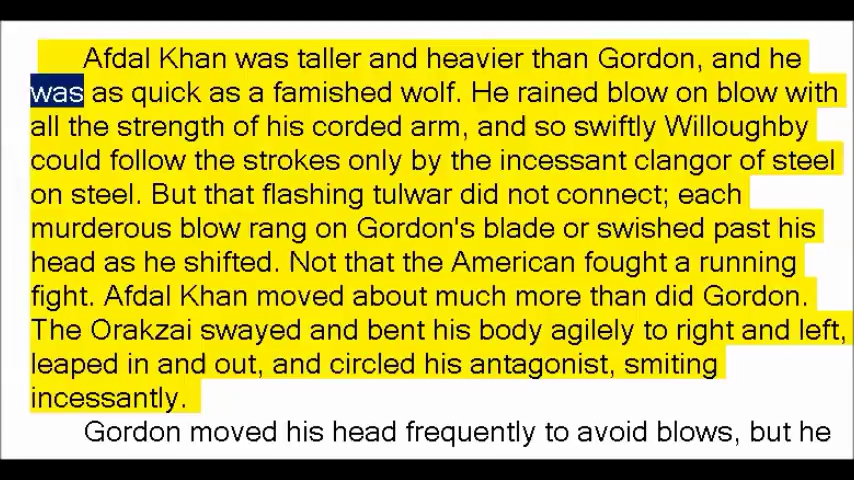 Afdal Khan was taller and heavier than Gordon, and he
was as quick as a famished wolf. He rained blow on blow with
all the strength of his corded arm, and so swiftly Willoughby
could follow the strokes only by the incessant clangor of steel
on steel. But that flashing tulwar did not connect; each
murderous blow rang on Gordon's blade or swished past his
head as he shifted. Not that the American fought a running
fight. Afdal Khan moved about much more than did Gordon.
The Orakzai swayed and bent his body agilely to right and left,
leaped in and out, and circled his antagonist, smiting
incessantly.
Gordon moved his head frequently to avoid blows, but he